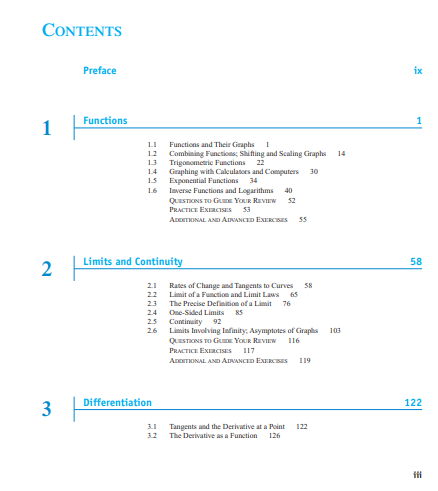 CONTENTS
Preface ix
1 Functions 1
1.1 Functions and Their Graphs 1
1.2 Combining Functions; Shifting and Scaling Graphs 14
1.3 Trigonometric Functions 22
1.4 Graphing with Calculators and Computers 30
1.5 Exponential Functions 34
1.6 Inverse Functions and Logarithms 40
QUESTIONS TO GUIDE YOUR REVIEW 52
PRACTICE EXERCISES 53
ADDITIONAL AND ADVANCED EXERCISES 55
2 Limits and Continuity 58
2.1 Rates of Change and Tangents to Curves 58
2.2 Limit of a Function and Limit Laws 65
2.3 The Precise Definition of a Limit 76
2.4 One-Sided Limits 85
2.5 Continuity 92
2.6 Limits Involving Infinity; Asymptotes of Graphs 103
QUESTIONS TO GUIDE YOUR REVIEW 116
PRACTICE EXERCISES 117
ADDITIONAL AND ADVANCED EXERCISES 119
3 Differentiation 122
3.1 Tangents and the Derivative at a Point 122
3.2 The Derivative as a Function 126
iii